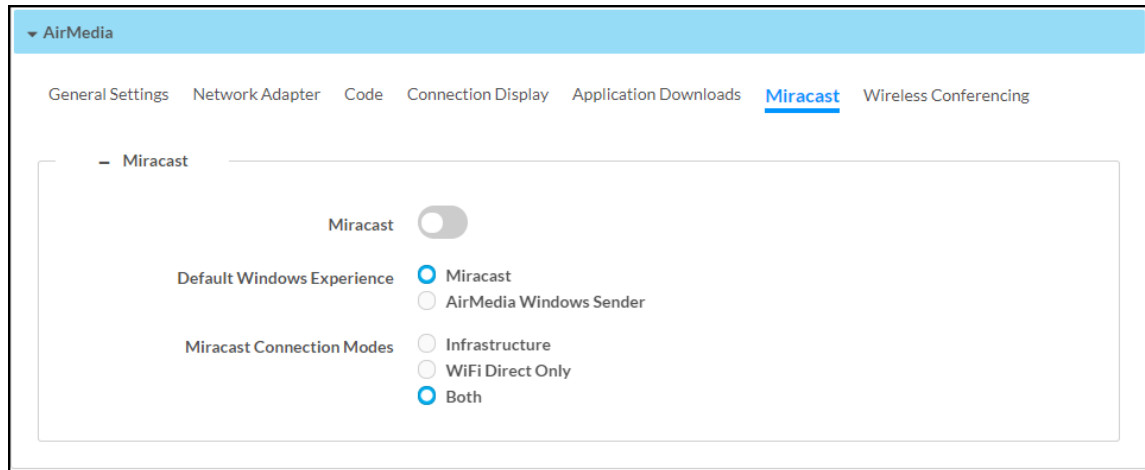 AirMedia
General Settings Network Adapter Code Connection Display Application Downloads Miracast Wireless Conferencing
– Miracast
Miracast
Default Windows Experience Miracast
AirMedia Windows Sender
Miracast Connection Modes Infrastructure
WiFi Direct Only
Both